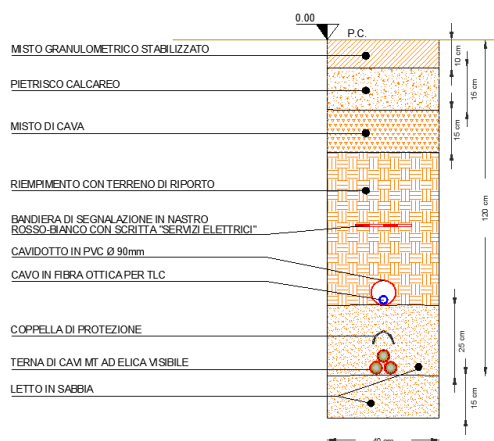 0.00
P.C.
MISTO GRANULOMETRICO STABILIZZATO
10 cm
PIETRISCO CALCAREO
15 cm
MISTO DI CAVA
15 cm
RIEMPIMENTO CON TERRENO DI RIPORTO
120 cm
BANDIERA DI SEGNALAZIONE IN NASTRO
ROSSO-BIANCO CON SCRITTA "SERVIZI ELETTRICI"
CAVIDOTTO IN PVC Ø 90mm
CAVO IN FIBRA OTTICA PER TLC
COPPELLA DI PROTEZIONE
25 cm
TERNA DI CAVI MT AD ELICA VISIBILE
LETTO IN SABBIA
15 cm
40 cm